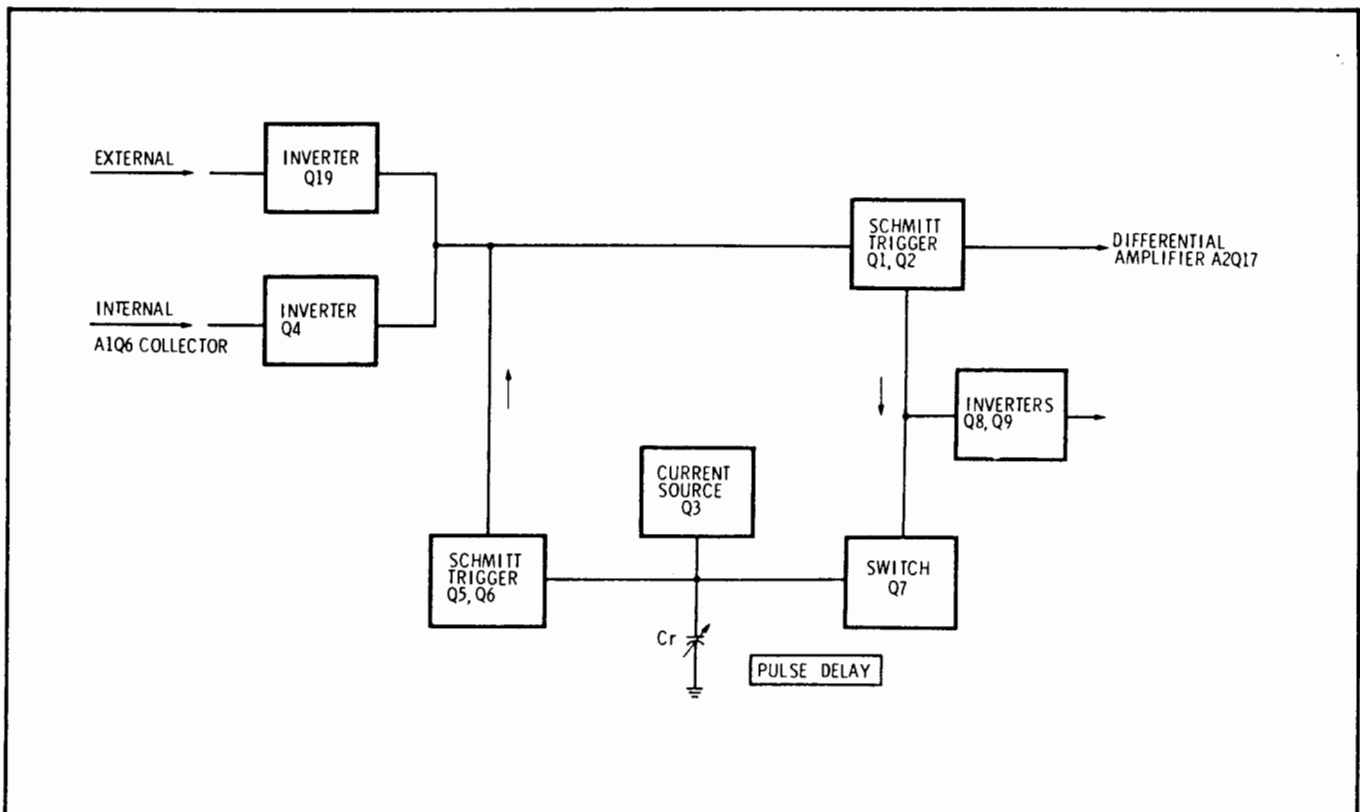 EXTERNAL
INVERTER
Q19
INTERNAL
A1Q6 COLLECTOR
INVERTER
Q4
SCHMITT
TRIGGER
Q1, Q2
DIFFERENTIAL
AMPLIFIER A2Q17
INVERTERS
Q8, Q9
CURRENT
SOURCE
Q3
SCHMITT
TRIGGER
Q5, Q6
SWITCH
Q7
Cr
PULSE DELAY